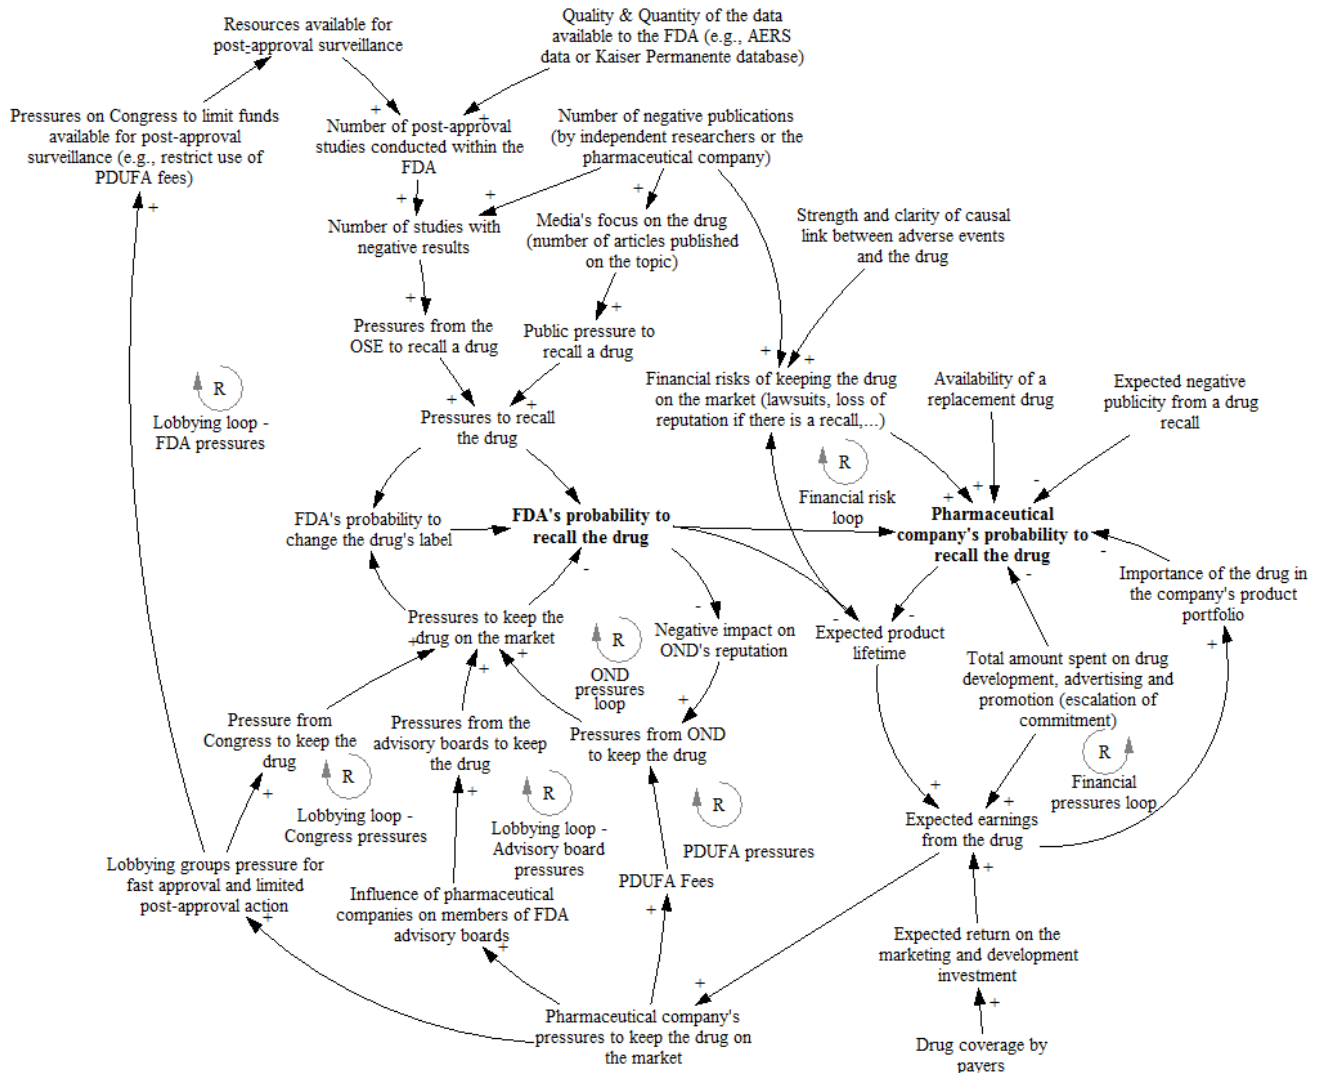 Resources available for
post-approval surveillance
Quality & Quantity of the data
available to the FDA (e.g., AERS
data or Kaiser Permanente database)
Pressures on Congress to limit funds
available for post-approval
surveillance (e.g., restrict use of
PDUFA fees)
+
+
Number of post-approval
studies conducted within the
FDA
Number of negative publications
(by independent researchers or the
pharmaceutical company)
+
+
+
+
Number of studies with
negative results
Media's focus on the drug
(number of articles published
on the topic)
Strength and clarity of causal
link between adverse events
and the drug
+
+
Pressures from the
OSE to recall a drug
Public pressure to
recall a drug
+
+
R
Lobbying loop -
FDA pressures
+
+
Pressures to recall
the drug
Financial risks of keeping the drug
on the market (lawsuits, loss of
reputation if there is a recall,...)
Availability of a
replacement drug
Expected negative
publicity from a drug
recall
R
Financial risk
loop
+
+
-
FDA's probability to
change the drug's label
FDA's probability to
recall the drug
Pharmaceutical
company's probability to
recall the drug
-
-
-
Importance of the drug in
the company's product
portfolio
+
Pressures to keep the
drug on the market
+
+
+
R
OND
pressures
loop
-
Negative impact on
OND's reputation
-
-
Expected product
lifetime
Total amount spent on drug
development, advertising and
promotion (escalation of
commitment)
+
Pressure from
Congress to keep the
drug
Pressures from the
advisory boards to keep
the drug
Pressures from OND
to keep the drug
R
Financial
pressures loop
+
R
Lobbying loop -
Congress pressures
+
R
Lobbying loop -
Advisory board
pressures
+
R
PDUFA pressures
+
+
Expected earnings
from the drug
+
Lobbying groups pressure for
fast approval and limited
post-approval action
+
Influence of pharmaceutical
companies on members of FDA
advisory boards
+
PDUFA Fees
+
Expected return on the
marketing and development
investment
+
+
Pharmaceutical company's
pressures to keep the drug on
the market
Drug coverage by
payers